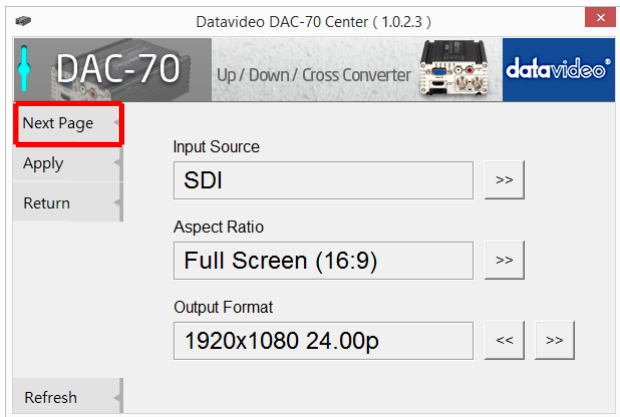 Datavideo DAC-70 Center ( 1.0.2.3 )
×
DAC-70
Up / Down / Cross Converter
datavideo®
Next Page
Apply
Return
Input Source
SDI
>>
Aspect Ratio
Full Screen (16:9)
>>
Output Format
1920x1080 24.00p
<<
>>
Refresh